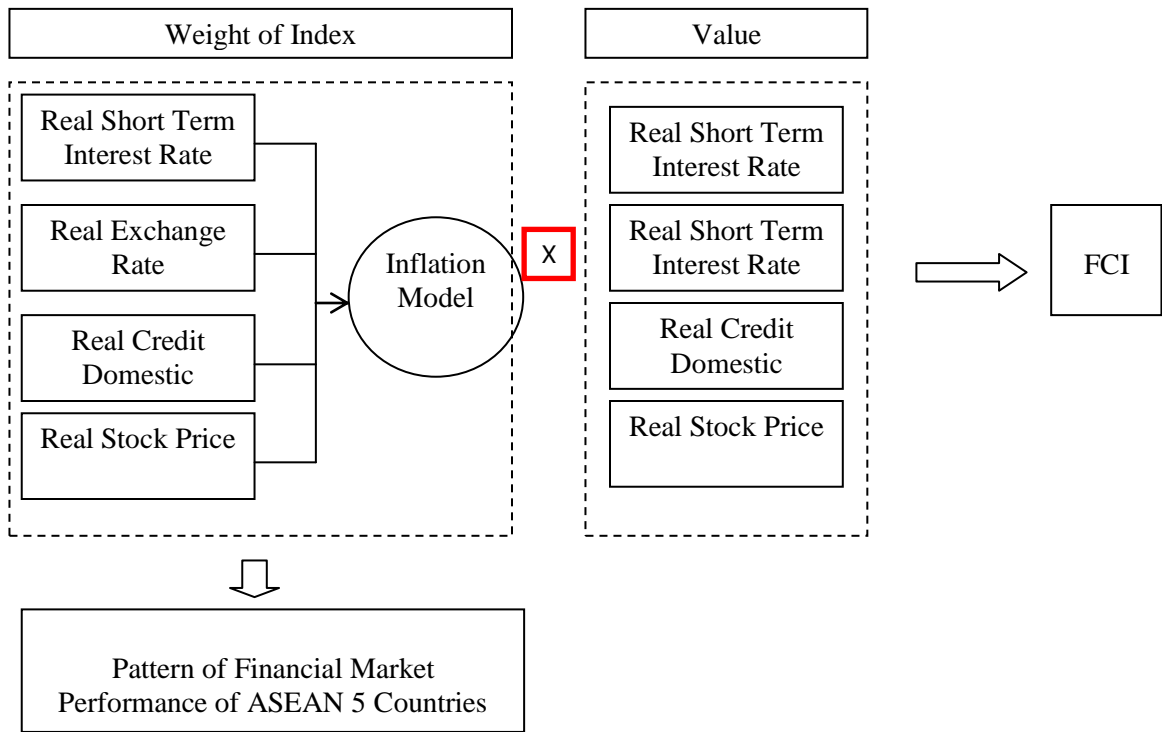 Weight of Index
Real Short Term
Interest Rate
Real Exchange
Rate
Real Credit
Domestic
Real Stock Price
Inflation
Model
X
Value
Real Short Term
Interest Rate
Real Short Term
Interest Rate
Real Credit
Domestic
Real Stock Price
FCI
Pattern of Financial Market
Performance of ASEAN 5 Countries